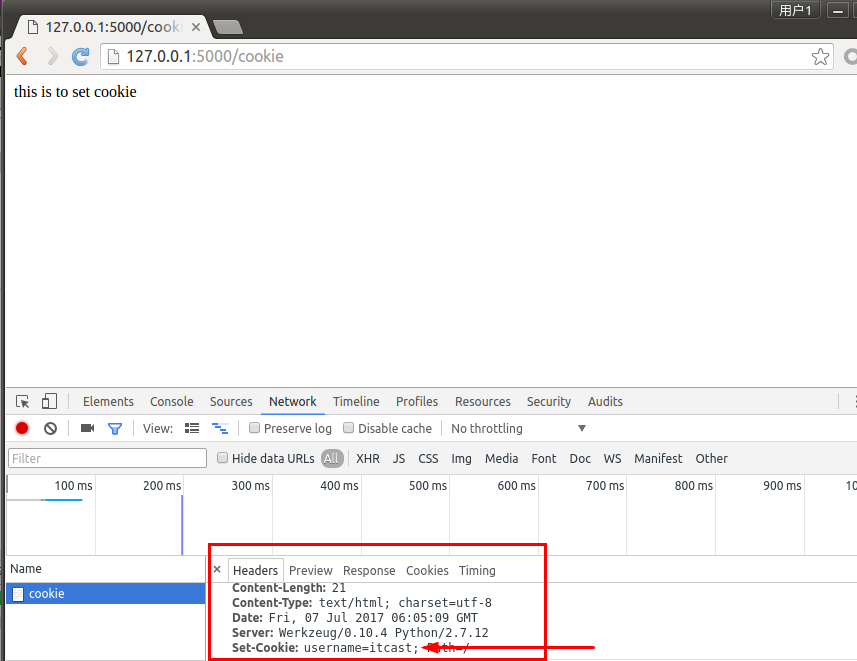 用户1
127.0.0.1:5000/cooki
127.0.0.1:5000/cookie
this is to set cookie
Elements Console Sources Network Timeline Profiles Resources Security Audits
View: Preserve log Disable cache No throttling
Filter Hide data URLs All XHR JS CSS Img Media Font Doc WS Manifest Other
100 ms 200 ms 300 ms 400 ms 500 ms 600 ms 700 ms 800 ms 900 ms 10
Name
Headers Preview Response Cookies Timing
cookie
Content-Length: 21
Content-Type: text/html; charset=utf-8
Date: Fri, 07 Jul 2017 06:05:09 GMT
Server: Werkzeug/0.10.4 Python/2.7.12
Set-Cookie: username=itcast; Path=/